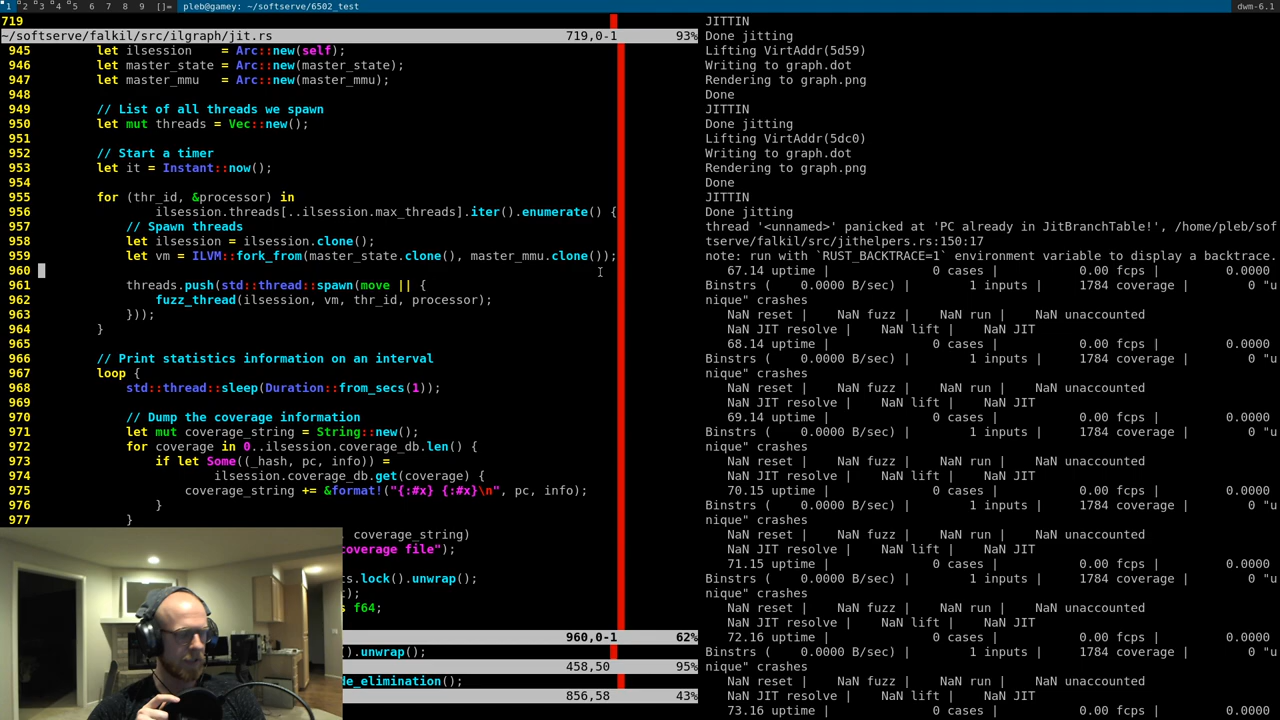 1 2 3 4 5 6 7 8 9 []= pleb@gamey: ~/softserve/6502_test dwm-6.1
719
~/softserve/falkil/src/ilgraph/jit.rs 719,0-1 93%
945 let ilsession = Arc::new(self);
946 let master_state = Arc::new(master_state);
947 let master_mmu = Arc::new(master_mmu);
948
949 // List of all threads we spawn
950 let mut threads = Vec::new();
951
952 // Start a timer
953 let it = Instant::now();
954
955 for (thr_id, &processor) in
956 ilsession.threads[..ilsession.max_threads].iter().enumerate() {
957 // Spawn threads
958 let ilsession = ilsession.clone();
959 let vm = ILVM::fork_from(master_state.clone(), master_mmu.clone());
960
961 threads.push(std::thread::spawn(move || {
962 fuzz_thread(ilsession, vm, thr_id, processor);
963 }));
964 }
965
966 // Print statistics information on an interval
967 loop {
968 std::thread::sleep(Duration::from_secs(1));
969
970 // Dump the coverage information
971 let mut coverage_string = String::new();
972 for coverage in 0..ilsession.coverage_db.len() {
973 if let Some((_hash, pc, info)) =
974 ilsession.coverage_db.get(coverage) {
975 coverage_string += &format!("{:#x} {:#x}\n", pc, info);
976 }
977 }
, coverage_string)
coverage file");
ts.lock().unwrap();
s f64;
960,0-1 62%
().unwrap();
458,50 95%
de_elimination();
856,58 43%
JITTIN
Done jitting
Lifting VirtAddr(5d59)
Writing to graph.dot
Rendering to graph.png
Done
JITTIN
Done jitting
Lifting VirtAddr(5dc0)
Writing to graph.dot
Rendering to graph.png
Done
JITTIN
Done jitting
thread '<unnamed>' panicked at 'PC already in JitBranchTable!', /home/pleb/sof
tserve/falkil/src/jithelpers.rs:150:17
note: run with `RUST_BACKTRACE=1` environment variable to display a backtrace.
67.14 uptime | 0 cases | 0.00 fcps | 0.0000
Binstrs ( 0.0000 B/sec) | 1 inputs | 1784 coverage | 0 "u
nique" crashes
NaN reset | NaN fuzz | NaN run | NaN unaccounted
NaN JIT resolve | NaN lift | NaN JIT
68.14 uptime | 0 cases | 0.00 fcps | 0.0000
Binstrs ( 0.0000 B/sec) | 1 inputs | 1784 coverage | 0 "u
nique" crashes
NaN reset | NaN fuzz | NaN run | NaN unaccounted
NaN JIT resolve | NaN lift | NaN JIT
69.14 uptime | 0 cases | 0.00 fcps | 0.0000
Binstrs ( 0.0000 B/sec) | 1 inputs | 1784 coverage | 0 "u
nique" crashes
NaN reset | NaN fuzz | NaN run | NaN unaccounted
NaN JIT resolve | NaN lift | NaN JIT
70.15 uptime | 0 cases | 0.00 fcps | 0.0000
Binstrs ( 0.0000 B/sec) | 1 inputs | 1784 coverage | 0 "u
nique" crashes
NaN reset | NaN fuzz | NaN run | NaN unaccounted
NaN JIT resolve | NaN lift | NaN JIT
71.15 uptime | 0 cases | 0.00 fcps | 0.0000
Binstrs ( 0.0000 B/sec) | 1 inputs | 1784 coverage | 0 "u
nique" crashes
NaN reset | NaN fuzz | NaN run | NaN unaccounted
NaN JIT resolve | NaN lift | NaN JIT
72.16 uptime | 0 cases | 0.00 fcps | 0.0000
Binstrs ( 0.0000 B/sec) | 1 inputs | 1784 coverage | 0 "u
nique" crashes
NaN reset | NaN fuzz | NaN run | NaN unaccounted
NaN JIT resolve | NaN lift | NaN JIT
73.16 uptime | 0 cases | 0.00 fcps | 0.0000